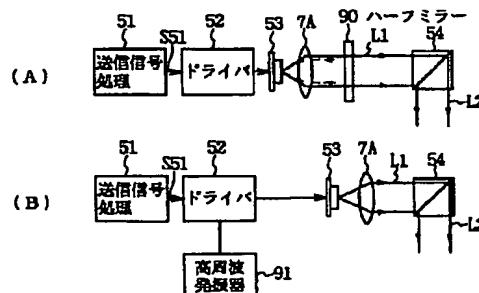 51
S51
52
53
7A
90 ハーフミラー
L1
54
(A)
送信信号
処理
ドライバ
L2
51
S51
52
53
7A
L1
54
(B)
送信信号
処理
ドライバ
L2
高周波
発振器
91